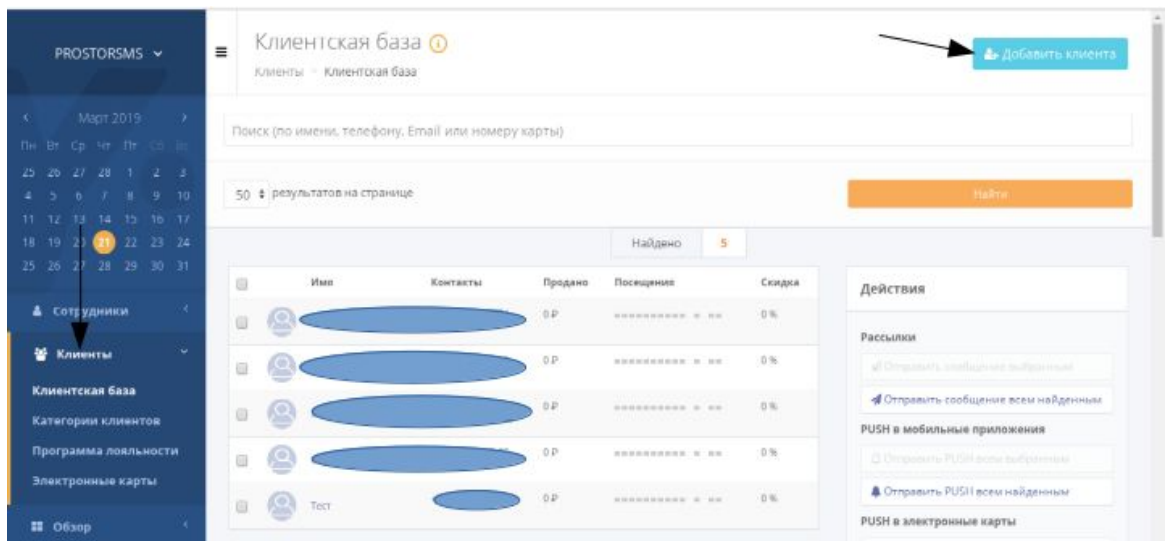 PROSTORSMS
Клиентская база
Клиенты – Клиентская база
Добавить клиента
Март 2019
Пн Вт Ср Чт Пт Сб Вс
25 26 27 28 1 2 3
4 5 6 7 8 9 10
11 12 13 14 15 16 17
18 19 20 21 22 23 24
25 26 27 28 29 30 31
Поиск (по имени, телефону, Email или номеру карты)
50 результатов на странице
Найти
Найдено 5
Имя Контакты Продано Посещения Скидка
0 ₽ 0 %
0 ₽ 0 %
0 ₽ 0 %
0 ₽ 0 %
Тест 0 ₽ 0 %
Сотрудники
Клиенты
Клиентская база
Категории клиентов
Программа лояльности
Электронные карты
Обзор
Действия
Рассылки
Отправить сообщение выбранным
Отправить сообщение всем найденным
PUSH в мобильные приложения
Отправить PUSH всем выбранным
Отправить PUSH всем найденным
PUSH в электронные карты